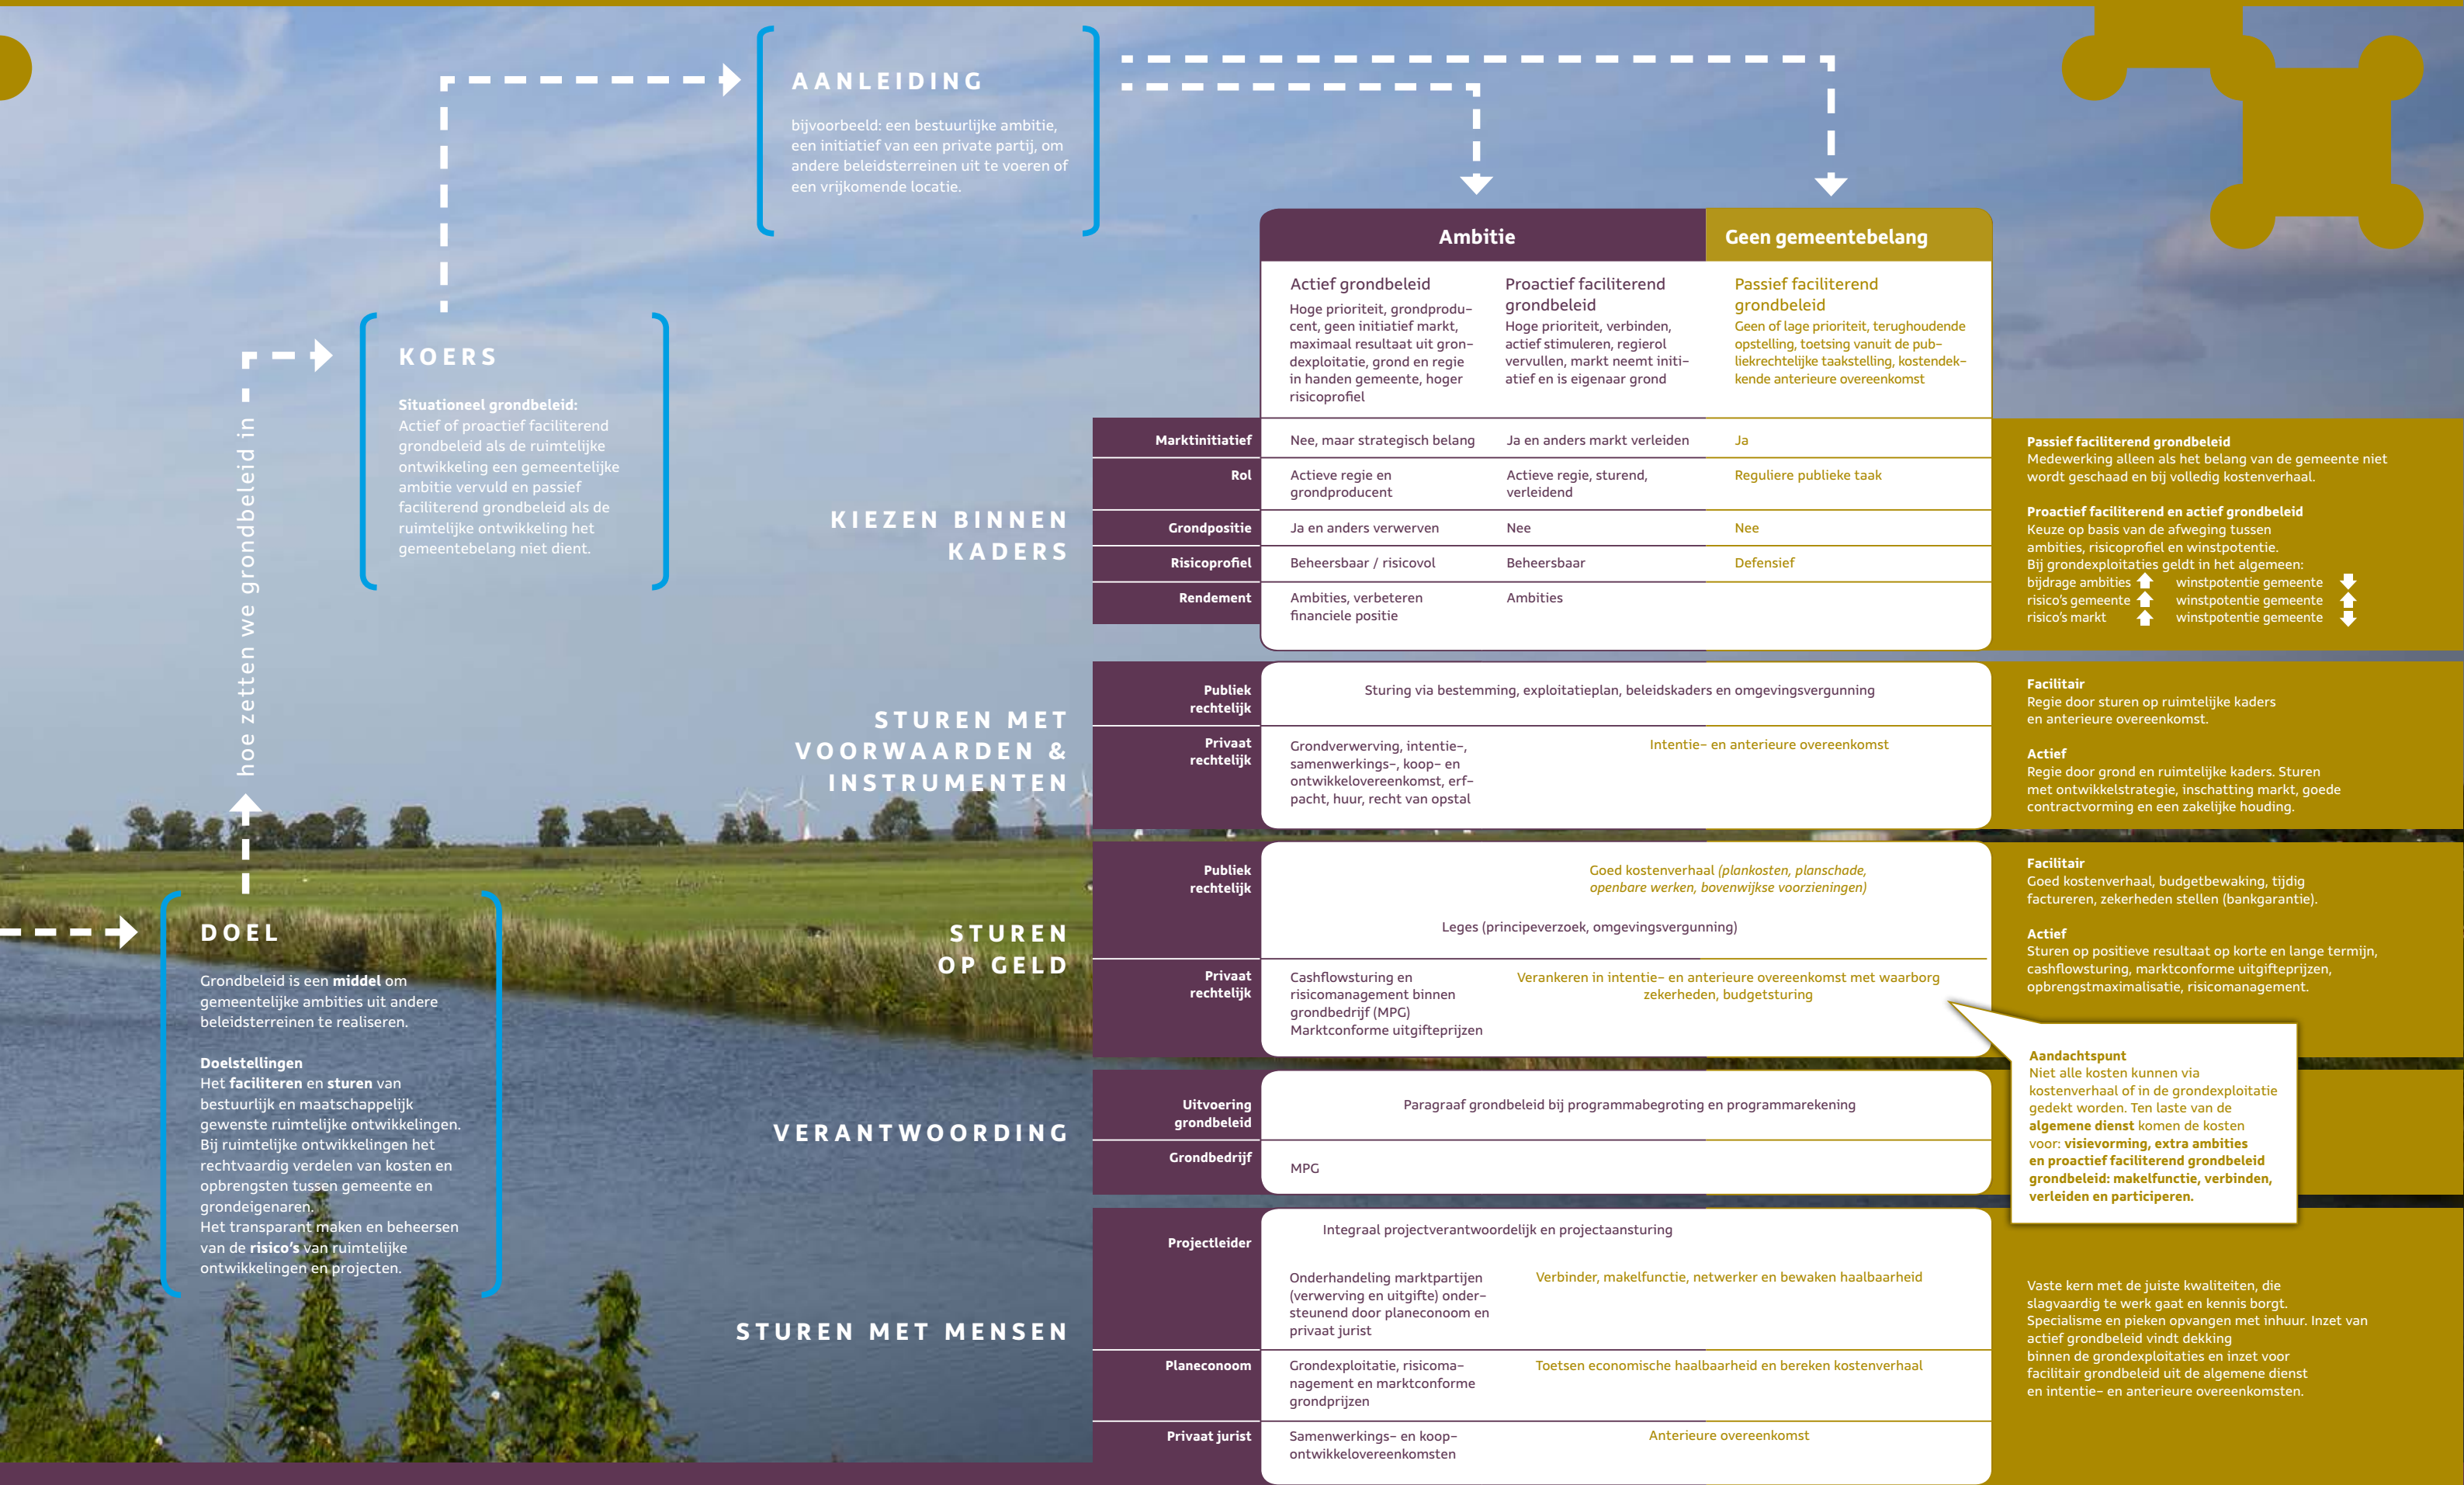 AANLEIDING
bijvoorbeeld: een bestuurlijke ambitie,
een initiatief van een private partij, om
andere beleidsterreinen uit te voeren of
een vrijkomende locatie.
KOERS
Situationeel grondbeleid:
Actief of proactief faciliterend
grondbeleid als de ruimtelijke
ontwikkeling een gemeentelijke
ambitie vervuld en passief
faciliterend grondbeleid als de
ruimtelijke ontwikkeling het
gemeentebelang niet dient.
hoe zetten we grondbeleid in
DOEL
Grondbeleid is een middel om
gemeentelijke ambities uit andere
beleidsterreinen te realiseren.
Doelstellingen
Het faciliteren en sturen van
bestuurlijk en maatschappelijk
gewenste ruimtelijke ontwikkelingen.
Bij ruimtelijke ontwikkelingen het
rechtvaardig verdelen van kosten en
opbrengsten tussen gemeente en
grondeigenaren.
Het transparant maken en beheersen
van de risico's van ruimtelijke
ontwikkelingen en projecten.
Ambitie
Geen gemeentebelang
Actief grondbeleid
Hoge prioriteit, grondprodu-
cent, geen initiatief markt,
maximaal resultaat uit gron-
dexploitatie, grond en regie
in handen gemeente, hoger
risicoprofiel
Proactief faciliterend
grondbeleid
Hoge prioriteit, verbinden,
actief stimuleren, regierol
vervullen, markt neemt initi-
atief en is eigenaar grond
Passief faciliterend
grondbeleid
Geen of lage prioriteit, terughoudende
opstelling, toetsing vanuit de pub-
liekrechtelijke taakstelling, kostendek-
kende anterieure overeenkomst
KIEZEN BINNEN
KADERS
Marktinitiatief
Nee, maar strategisch belang
Ja en anders markt verleiden
Ja
Rol
Actieve regie en
grondproducent
Actieve regie, sturend,
verleidend
Reguliere publieke taak
Grondpositie
Ja en anders verwerven
Nee
Nee
Risicoprofiel
Beheersbaar / risicovol
Beheersbaar
Defensief
Rendement
Ambities, verbeteren
financiele positie
Ambities
Passief faciliterend grondbeleid
Medewerking alleen als het belang van de gemeente niet
wordt geschaad en bij volledig kostenverhaal.
Proactief faciliterend en actief grondbeleid
Keuze op basis van de afweging tussen
ambities, risicoprofiel en winstpotentie.
Bij grondexploitaties geldt in het algemeen:
bijdrage ambities winstpotentie gemeente
risico's gemeente winstpotentie gemeente
risico's markt winstpotentie gemeente
STUREN MET
VOORWAARDEN &
INSTRUMENTEN
Publiek
rechtelijk
Sturing via bestemming, exploitatieplan, beleidskaders en omgevingsvergunning
Privaat
rechtelijk
Grondverwerving, intentie-,
samenwerkings-, koop- en
ontwikkelovereenkomst, erf-
pacht, huur, recht van opstal
Intentie- en anterieure overeenkomst
Facilitair
Regie door sturen op ruimtelijke kaders
en anterieure overeenkomst.
Actief
Regie door grond en ruimtelijke kaders. Sturen
met ontwikkelstrategie, inschatting markt, goede
contractvorming en een zakelijke houding.
STUREN
OP GELD
Publiek
rechtelijk
Goed kostenverhaal (plankosten, planschade,
openbare werken, bovenwijkse voorzieningen)
Leges (principeverzoek, omgevingsvergunning)
Privaat
rechtelijk
Cashflowsturing en
risicomanagement binnen
grondbedrijf (MPG)
Marktconforme uitgifteprijzen
Verankeren in intentie- en anterieure overeenkomst met waarborg
zekerheden, budgetsturing
Facilitair
Goed kostenverhaal, budgetbewaking, tijdig
factureren, zekerheden stellen (bankgarantie).
Actief
Sturen op positieve resultaat op korte en lange termijn,
cashflowsturing, marktconforme uitgifteprijzen,
opbrengstmaximalisatie, risicomanagement.
Aandachtspunt
Niet alle kosten kunnen via
kostenverhaal of in de grondexploitatie
gedekt worden. Ten laste van de
algemene dienst komen de kosten
voor: visievorming, extra ambities
en proactief faciliterend grondbeleid
grondbeleid: makelfunctie, verbinden,
verleiden en participeren.
VERANTWOORDING
Uitvoering
grondbeleid
Paragraaf grondbeleid bij programmabegroting en programmarekening
Grondbedrijf
MPG
STUREN MET MENSEN
Projectleider
Integraal projectverantwoordelijk en projectaansturing
Onderhandeling marktpartijen
(verwerving en uitgifte) onder-
steunend door planeconoom en
privaat jurist
Verbinder, makelfunctie, netwerker en bewaken haalbaarheid
Planeconoom
Grondexploitatie, risicoma-
nagement en marktconforme
grondprijzen
Toetsen economische haalbaarheid en bereken kostenverhaal
Privaat jurist
Samenwerkings- en koop-
ontwikkelovereenkomsten
Anterieure overeenkomst
Vaste kern met de juiste kwaliteiten, die
slagvaardig te werk gaat en kennis borgt.
Specialisme en pieken opvangen met inhuur. Inzet van
actief grondbeleid vindt dekking
binnen de grondexploitaties en inzet voor
facilitair grondbeleid uit de algemene dienst
en intentie- en anterieure overeenkomsten.